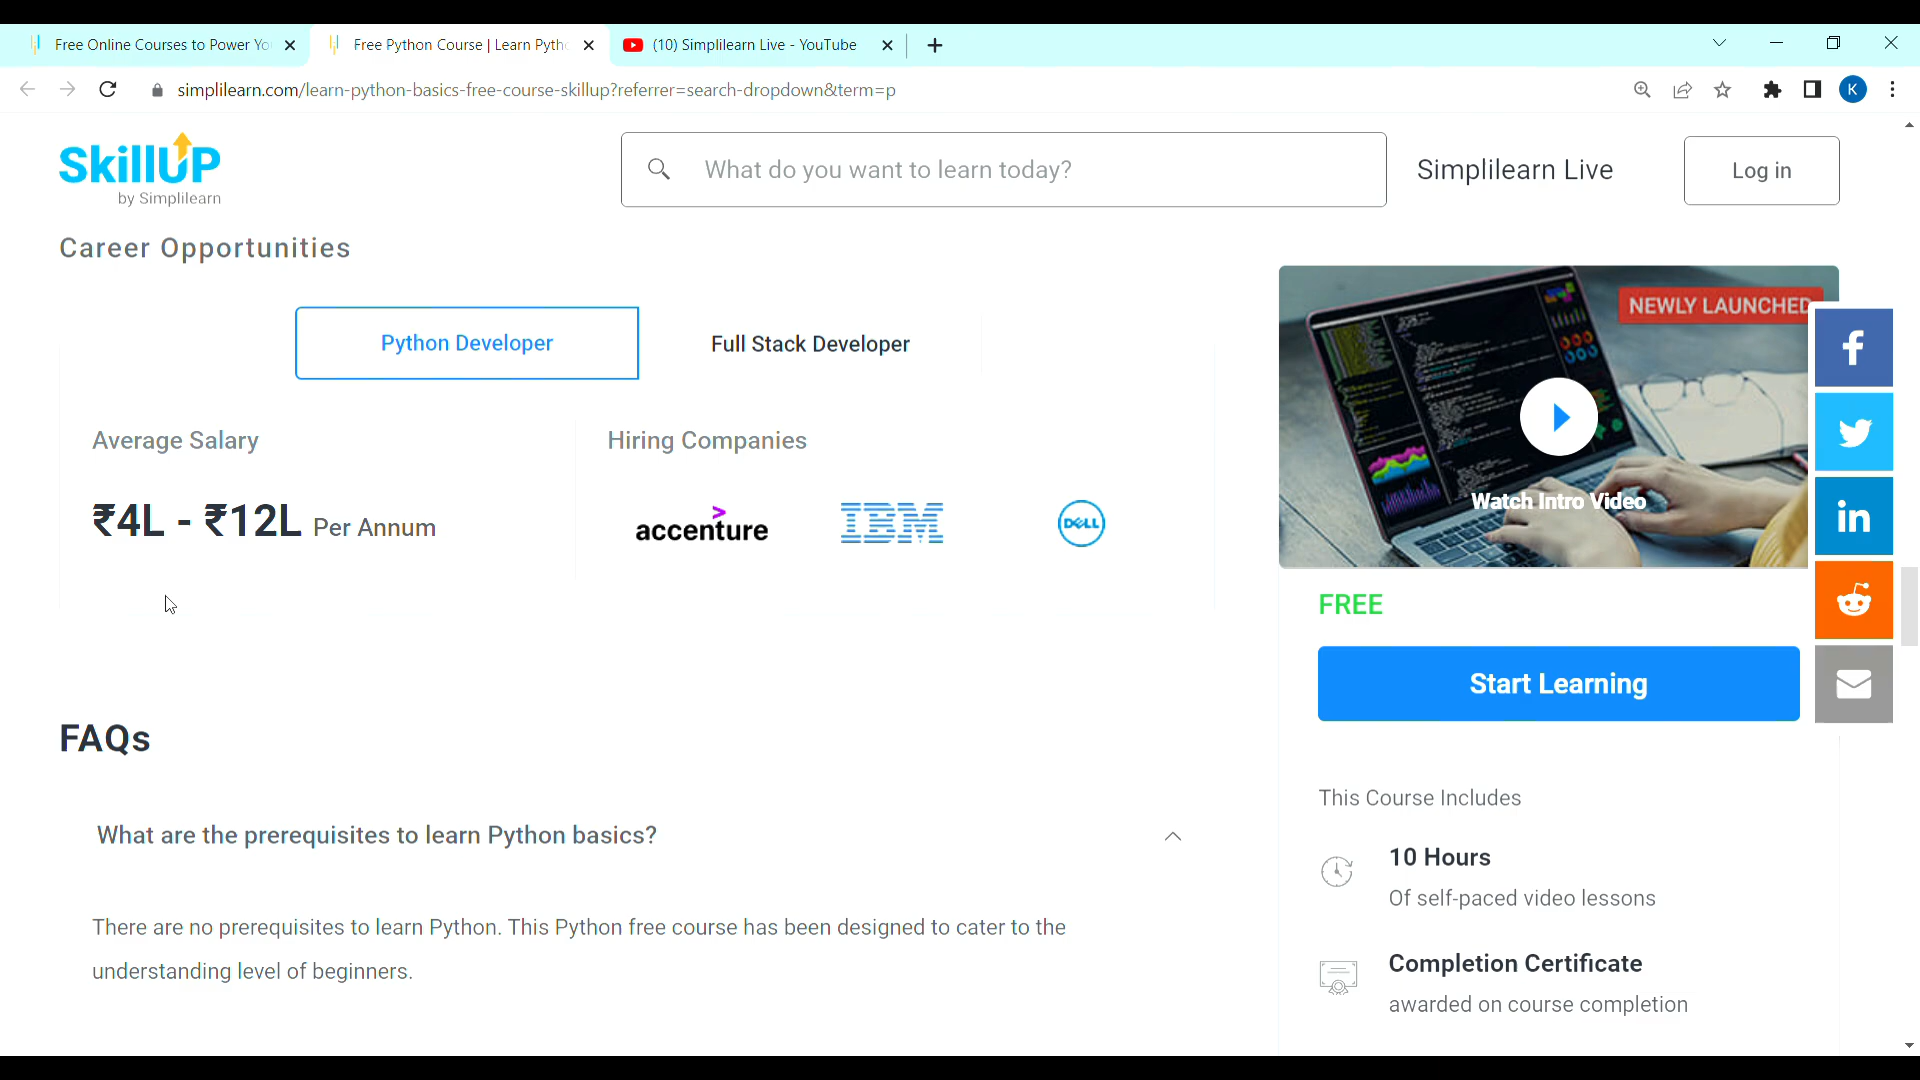 Free Online Courses to Power Yo
Free Python Course | Learn Pyth
(10) Simplilearn Live - YouTube
simplilearn.com/learn-python-basics-free-course-skillup?referrer=search-dropdown&term=p
K
SkillUP
by Simplilearn
What do you want to learn today?
Simplilearn Live
Log in
Career Opportunities
Python Developer
Full Stack Developer
Average Salary
₹4L - ₹12L Per Annum
Hiring Companies
accenture
IBM
DELL
NEWLY LAUNCHED
Watch Intro Video
FREE
Start Learning
FAQs
What are the prerequisites to learn Python basics?
There are no prerequisites to learn Python. This Python free course has been designed to cater to the
understanding level of beginners.
This Course Includes
10 Hours
Of self-paced video lessons
Completion Certificate
awarded on course completion